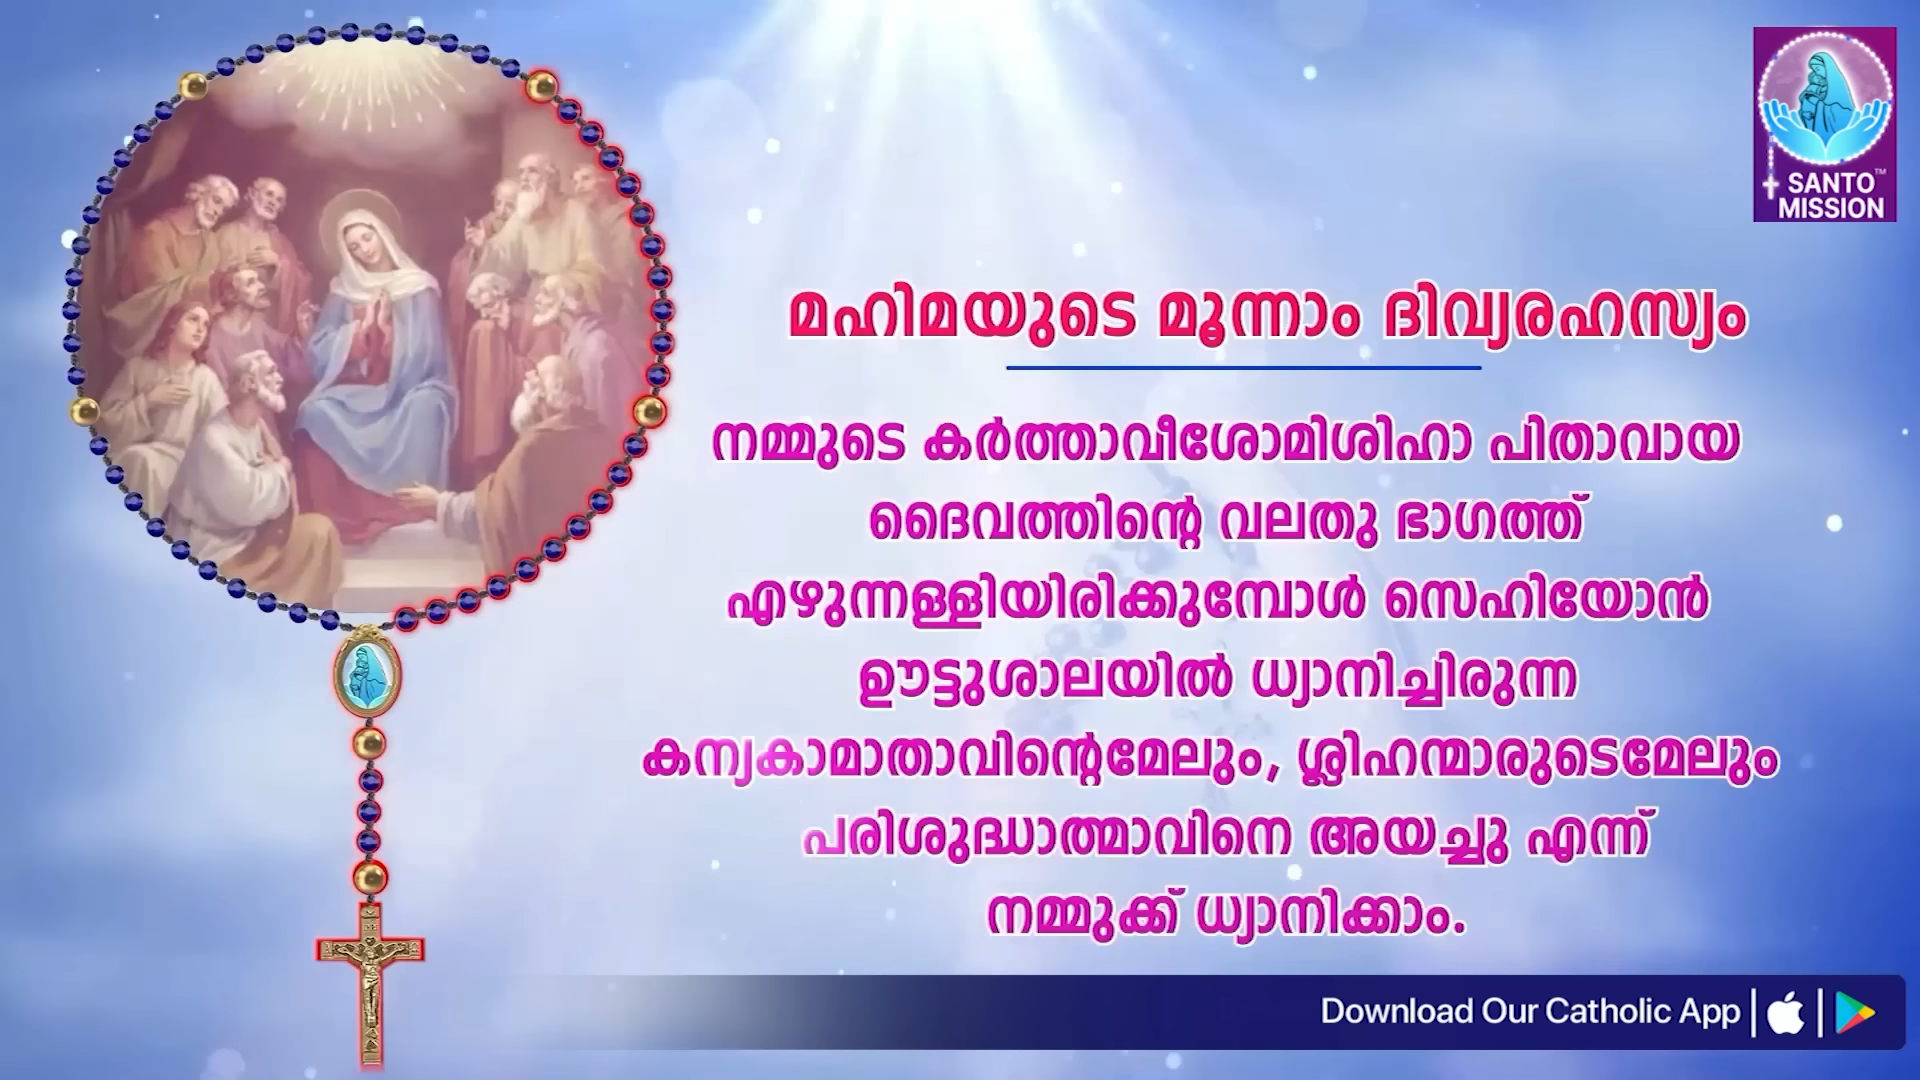 SANTO™
MISSION
മഹിമയുടെ മൂന്നാം ദിവ്യരഹസ്യം
നമ്മുടെ കർത്താവീശോമിശിഹാ പിതാവായ
ദൈവത്തിന്റെ വലതു ഭാഗത്ത്
എഴുന്നള്ളിയിരിക്കുമ്പോൾ സെഹിയോൻ
ഊട്ടുശാലയിൽ ധ്യാനിച്ചിരുന്ന
കന്യകാമാതാവിന്റെമേലും, ശ്ലിഹന്മാരുടെമേലും
പരിശുദ്ധാത്മാവിനെ അയച്ചു എന്ന്
നമ്മുക്ക് ധ്യാനിക്കാം.
Download Our Catholic App